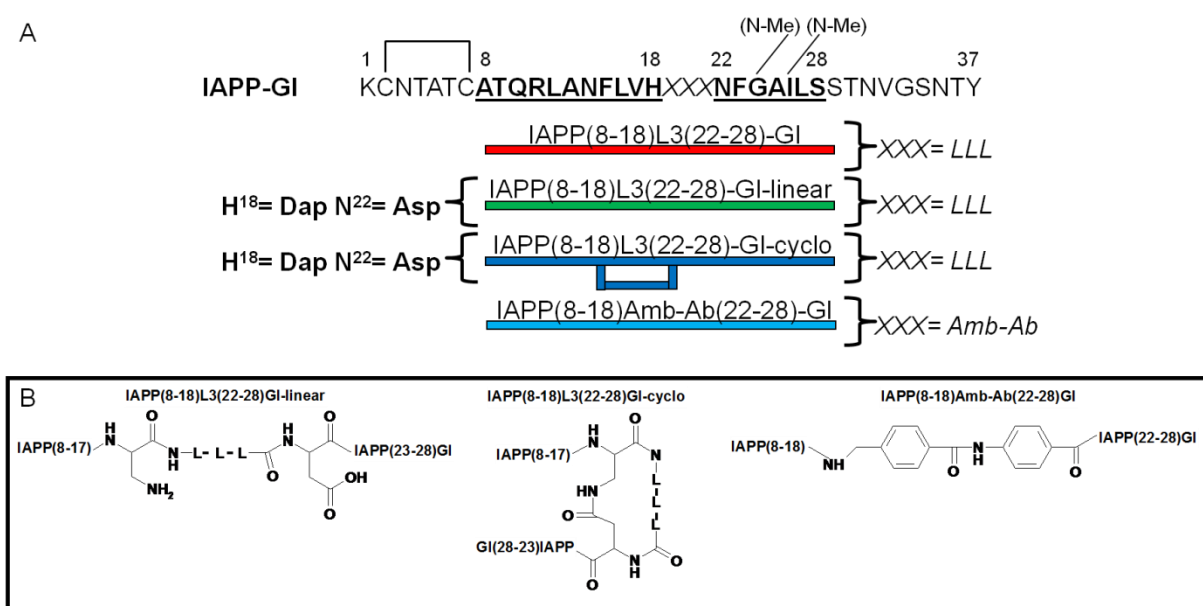 A
(N-Me) (N-Me)
1 8 18 22 28 37
IAPP-GI KCNTATCATQRLANFLVHXXXNFGAILSSTNVGSNTY
IAPP(8-18)L3(22-28)-GI XXX= LLL
H¹⁸= Dap N²²= Asp IAPP(8-18)L3(22-28)-GI-linear XXX= LLL
H¹⁸= Dap N²²= Asp IAPP(8-18)L3(22-28)-GI-cyclo XXX= LLL
IAPP(8-18)Amb-Ab(22-28)-GI XXX= Amb-Ab
B
IAPP(8-18)L3(22-28)GI-linear
IAPP(8-17)
H
N
O
N
H
L-L-L
O
H
N
O
IAPP(23-28)GI
NH₂
OH
O
IAPP(8-18)L3(22-28)GI-cyclo
H
N
O
IAPP(8-17)
N
L
L
L
HN
O
GI(28-23)IAPP
O
N
H
O
IAPP(8-18)Amb-Ab(22-28)GI
IAPP(8-18)
NH
O
N
H
O
IAPP(22-28)GI